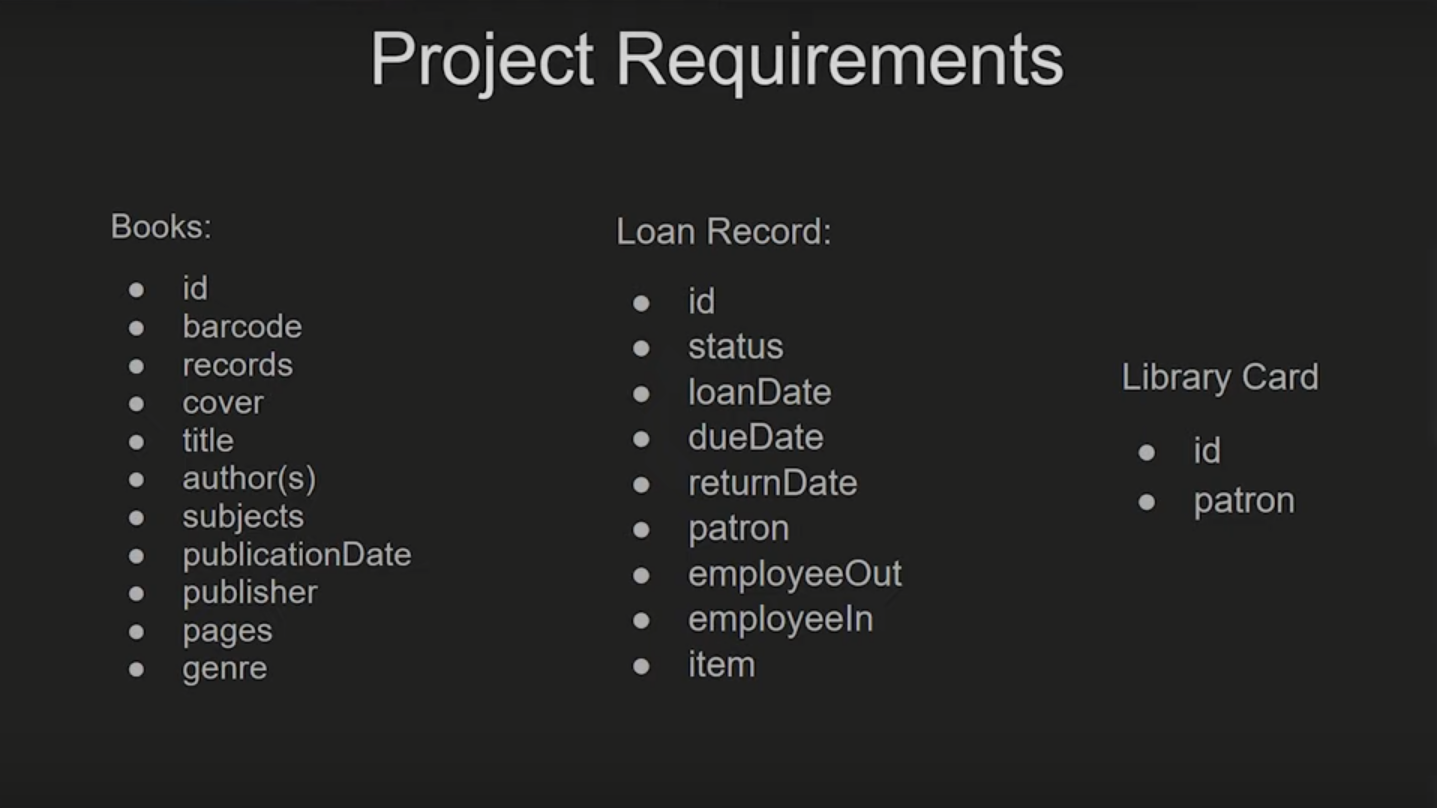 Project Requirements
Books:
● id
● barcode
● records
● cover
● title
● author(s)
● subjects
● publicationDate
● publisher
● pages
● genre
Loan Record:
● id
● status
● loanDate
● dueDate
● returnDate
● patron
● employeeOut
● employeeIn
● item
Library Card
● id
● patron